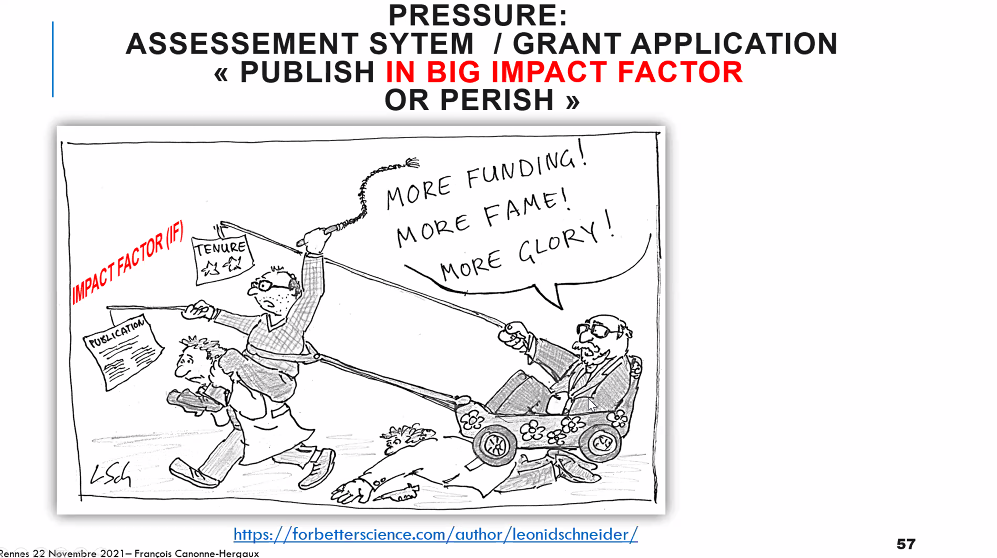 PRESSURE:
ASSESSEMENT SYTEM / GRANT APPLICATION
« PUBLISH IN BIG IMPACT FACTOR
OR PERISH »
MORE FUNDING!
MORE FAME!
MORE GLORY!
IMPACT FACTOR (IF)
TENURE
PUBLICATION
LSch
https://forbetterscience.com/author/leonidschneider/
Rennes 22 Novembre 2021– François Canonne-Hergaux
57